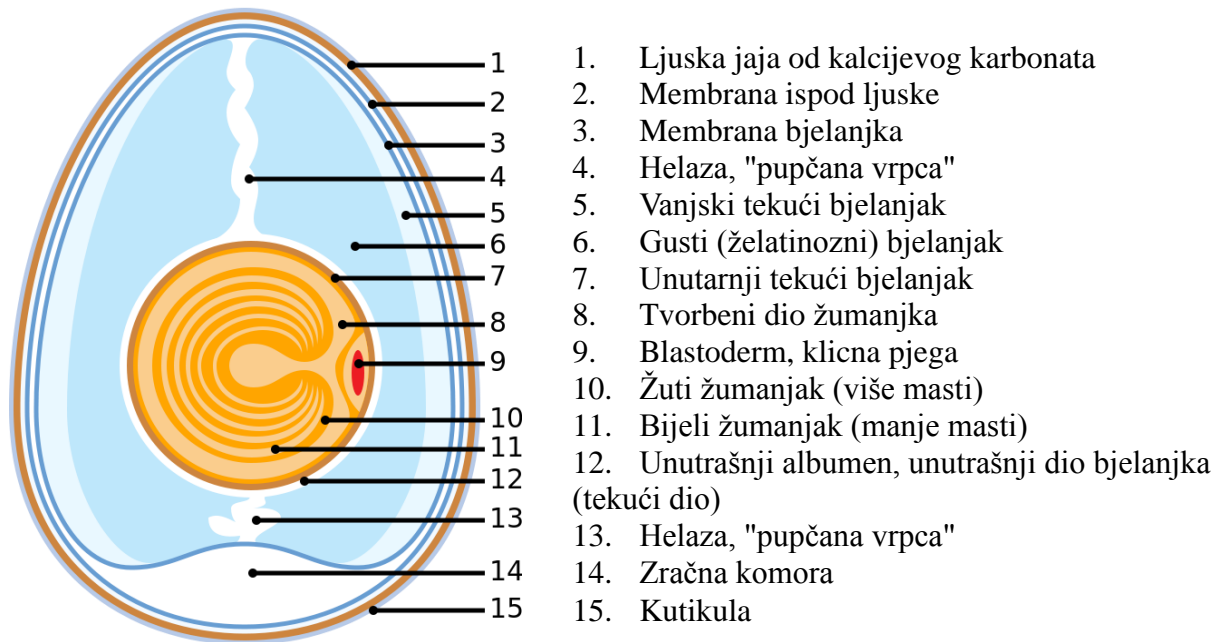 1
2
3
4
5
6
7
8
9
10
11
12
13
14
15
1. Ljuska jaja od kalcijevog karbonata
2. Membrana ispod ljuske
3. Membrana bjelanjka
4. Helaza, "pupčana vrpca"
5. Vanjski tekući bjelanjak
6. Gusti (želatinozni) bjelanjak
7. Unutarnji tekući bjelanjak
8. Tvorbeni dio žumanjka
9. Blastoderm, klicna pjega
10. Žuti žumanjak (više masti)
11. Bijeli žumanjak (manje masti)
12. Unutrašnji albumen, unutrašnji dio bjelanjka
(tekući dio)
13. Helaza, "pupčana vrpca"
14. Zračna komora
15. Kutikula